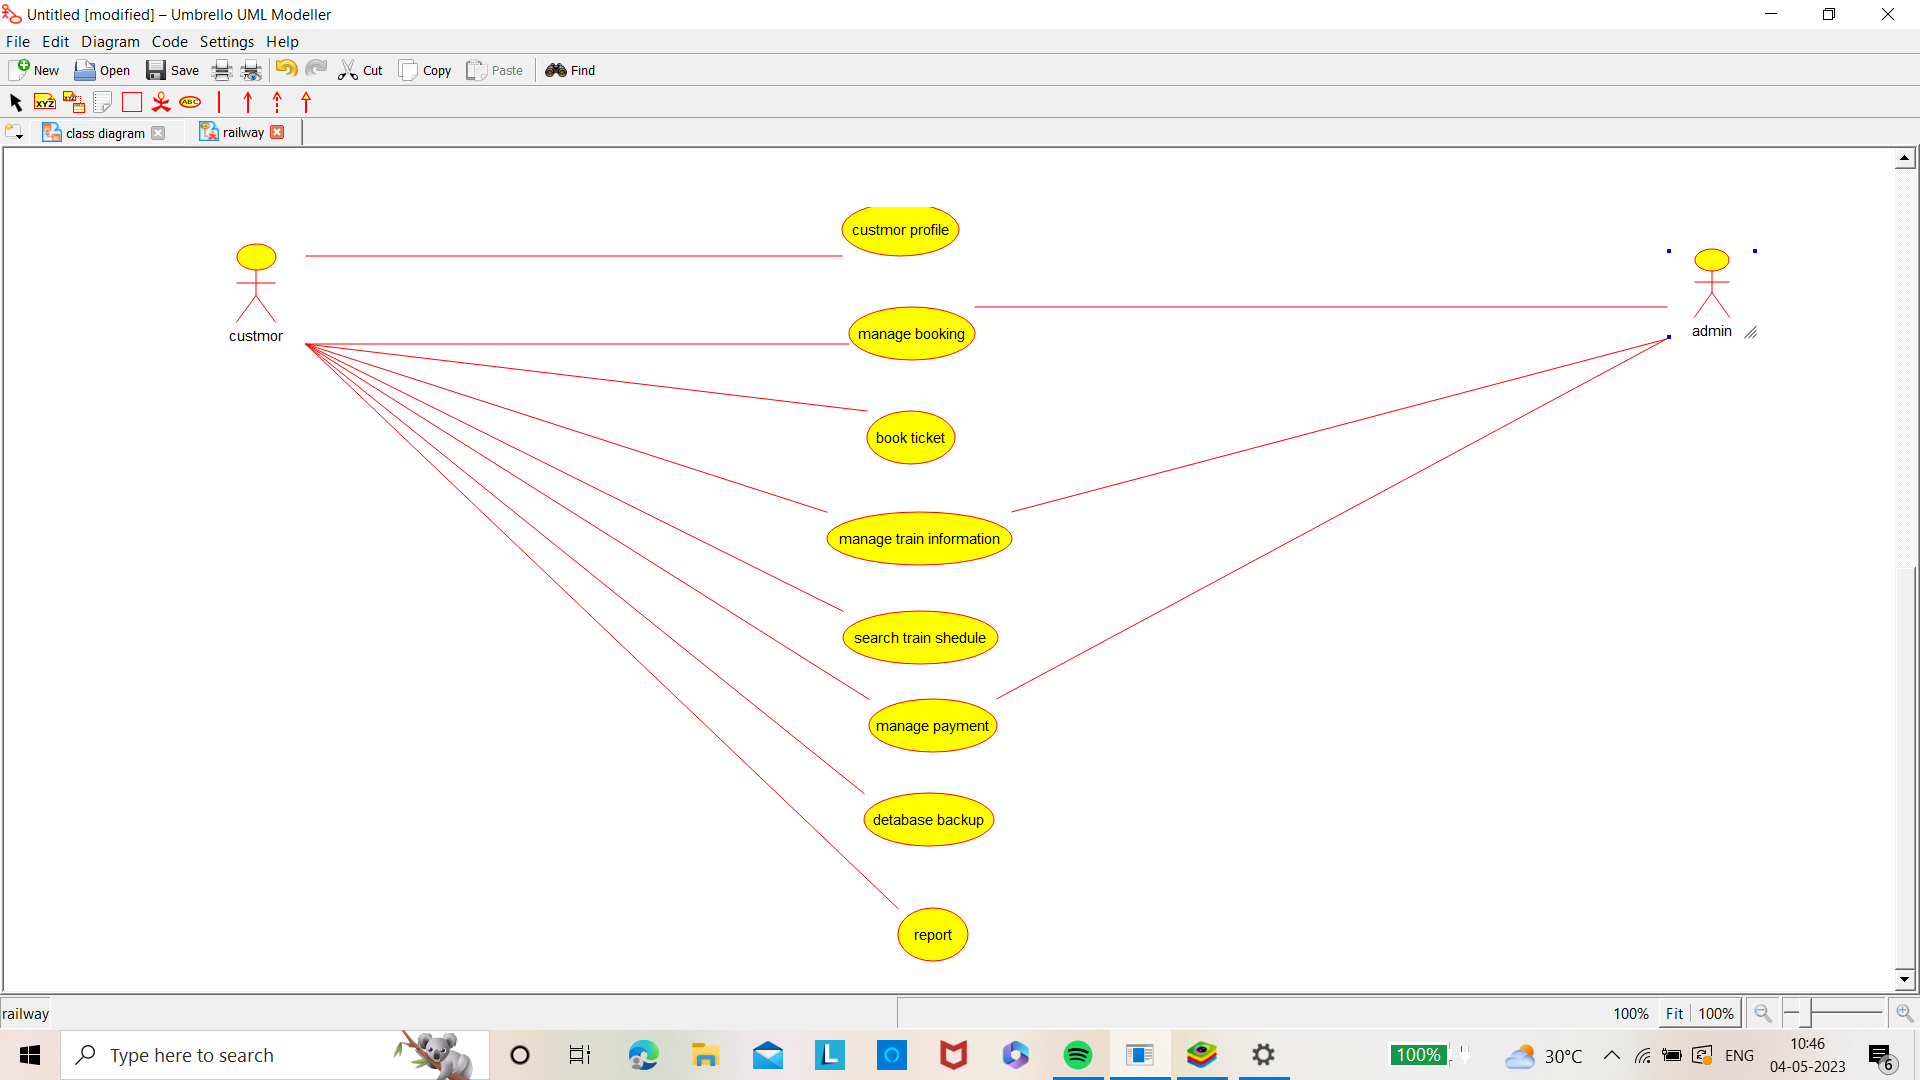 Untitled [modified] – Umbrello UML Modeller
File Edit Diagram Code Settings Help
New Open Save Cut Copy Paste Find
XYZ XYZ ABC
class diagram railway
custmor profile
custmor
manage booking
admin
book ticket
manage train information
search train shedule
manage payment
detabase backup
report
railway 100% Fit 100%
Type here to search L 100% 30°C ENG 10:46
04-05-2023 6